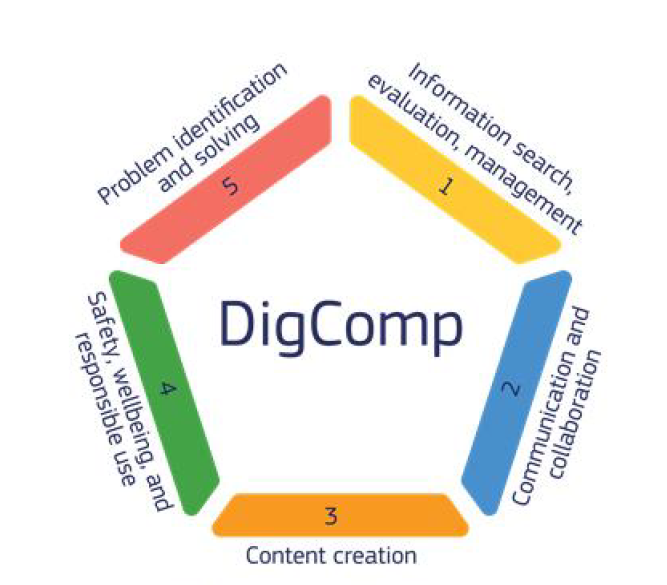 Problem identification
and solving
5
Information search,
evaluation, management
1
DigComp
Communication and
collaboration
2
Safety, wellbeing, and
responsible use
4
3
Content creation